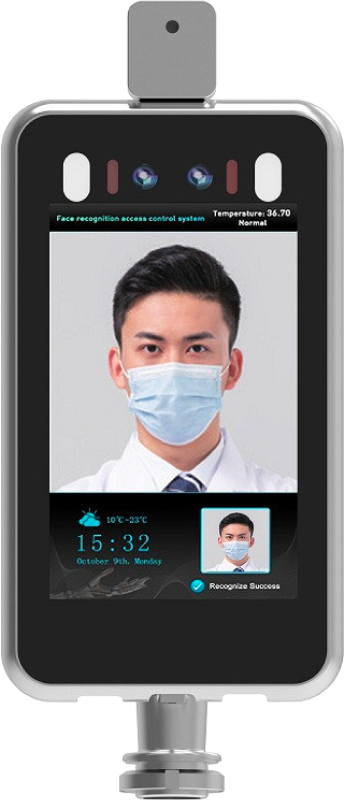 Face recognition access control system
Temperature: 36.70
Normal
10℃~23℃
15:32
October 9th. Monday
Recognize Success